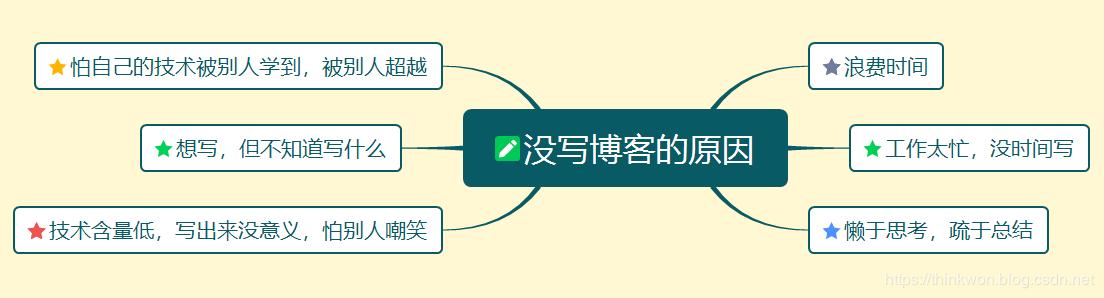 怕自己的技术被别人学到，被别人超越
想写，但不知道写什么
技术含量低，写出来没意义，怕别人嘲笑
没写博客的原因
浪费时间
工作太忙，没时间写
懒于思考，疏于总结
https://thinkwon.blog.csdn.net